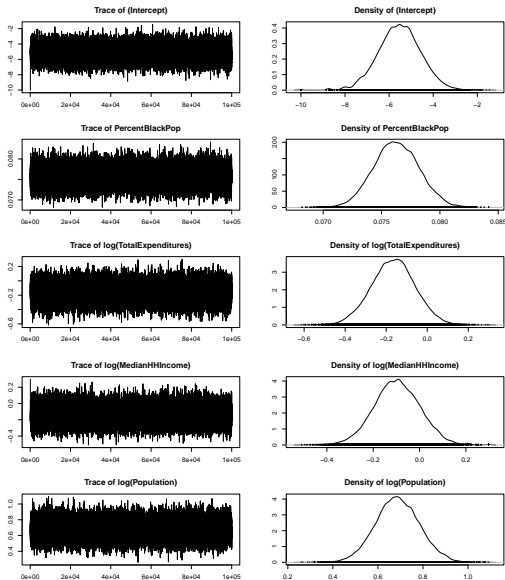 Trace of (Intercept)
Density of (Intercept)
−10 −8 −6 −4 −2
0e+00 2e+04 4e+04 6e+04 8e+04 1e+05
0.0 0.1 0.2 0.3 0.4
−10 −8 −6 −4 −2
Trace of PercentBlackPop
Density of PercentBlackPop
0.070 0.080
0e+00 2e+04 4e+04 6e+04 8e+04 1e+05
0 50 150 200
0.070 0.075 0.080 0.085
Trace of log(TotalExpenditures)
Density of log(TotalExpenditures)
−0.6 −0.2 0.2
0e+00 2e+04 4e+04 6e+04 8e+04 1e+05
0 1 2 3
−0.6 −0.4 −0.2 0.0 0.2
Trace of log(MedianHHIncome)
Density of log(MedianHHIncome)
−0.4 0.0 0.2
0e+00 2e+04 4e+04 6e+04 8e+04 1e+05
0 1 2 3 4
−0.4 −0.2 0.0 0.2
Trace of log(Population)
Density of log(Population)
0.4 0.6 0.8 1.0
0e+00 2e+04 4e+04 6e+04 8e+04 1e+05
0 1 2 3 4
0.2 0.4 0.6 0.8 1.0